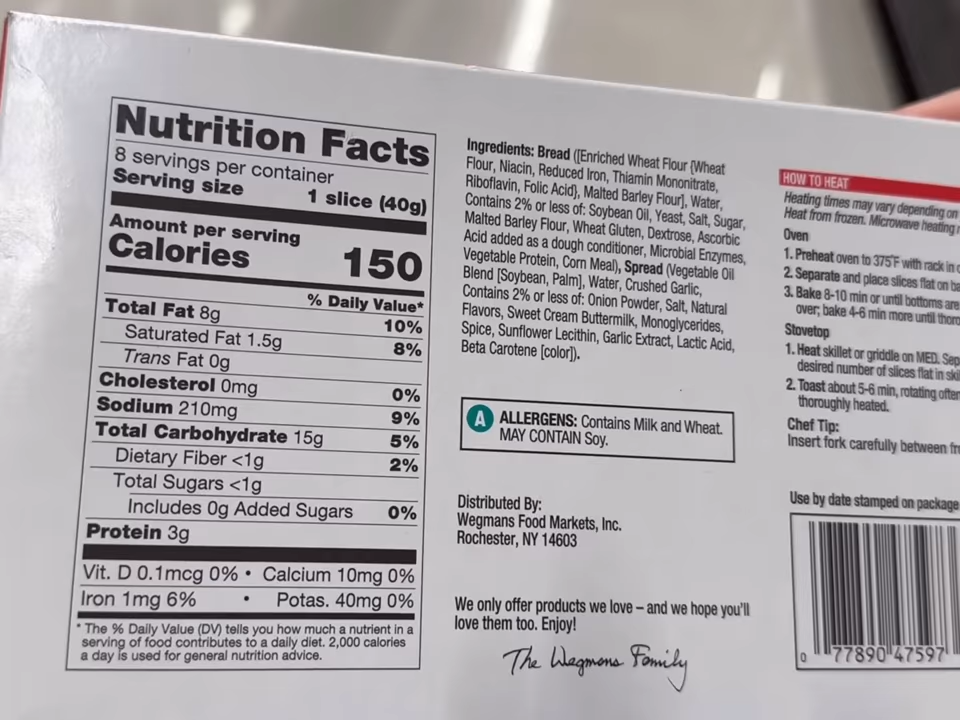 Nutrition Facts
8 servings per container
Serving size 1 slice (40g)
Amount per serving
Calories 150
% Daily Value*
Total Fat 8g 10%
Saturated Fat 1.5g 8%
Trans Fat 0g
Cholesterol 0mg 0%
Sodium 210mg 9%
Total Carbohydrate 15g 5%
Dietary Fiber <1g 2%
Total Sugars <1g
Includes 0g Added Sugars 0%
Protein 3g
Vit. D 0.1mcg 0% • Calcium 10mg 0%
Iron 1mg 6% • Potas. 40mg 0%
* The % Daily Value (DV) tells you how much a nutrient in a
serving of food contributes to a daily diet. 2,000 calories
a day is used for general nutrition advice.
Ingredients: Bread ([Enriched Wheat Flour {Wheat
Flour, Niacin, Reduced Iron, Thiamin Mononitrate,
Riboflavin, Folic Acid}, Malted Barley Flour], Water,
Contains 2% or less of: Soybean Oil, Yeast, Salt, Sugar,
Malted Barley Flour, Wheat Gluten, Dextrose, Ascorbic
Acid added as a dough conditioner, Microbial Enzymes,
Vegetable Protein, Corn Meal), Spread (Vegetable Oil
Blend [Soybean, Palm], Water, Crushed Garlic,
Contains 2% or less of: Onion Powder, Salt, Natural
Flavors, Sweet Cream Buttermilk, Monoglycerides,
Spice, Sunflower Lecithin, Garlic Extract, Lactic Acid,
Beta Carotene [color]).
A ALLERGENS: Contains Milk and Wheat.
MAY CONTAIN Soy.
Distributed By:
Wegmans Food Markets, Inc.
Rochester, NY 14603
We only offer products we love – and we hope you'll
love them too. Enjoy!
The Wegmans Family
HOW TO HEAT
Heating times may vary depending on
Heat from frozen. Microwave heating
Oven
1. Preheat oven to 375°F with rack in
2. Separate and place slices flat on
3. Bake 8-10 min or until bottoms are
over; bake 4-6 min more until
Stovetop
1. Heat skillet or griddle on MED.
desired number of slices flat in
2. Toast about 5-6 min, rotating
thoroughly heated.
Chef Tip:
Insert fork carefully between
Use by date stamped on package
0 77890 47597